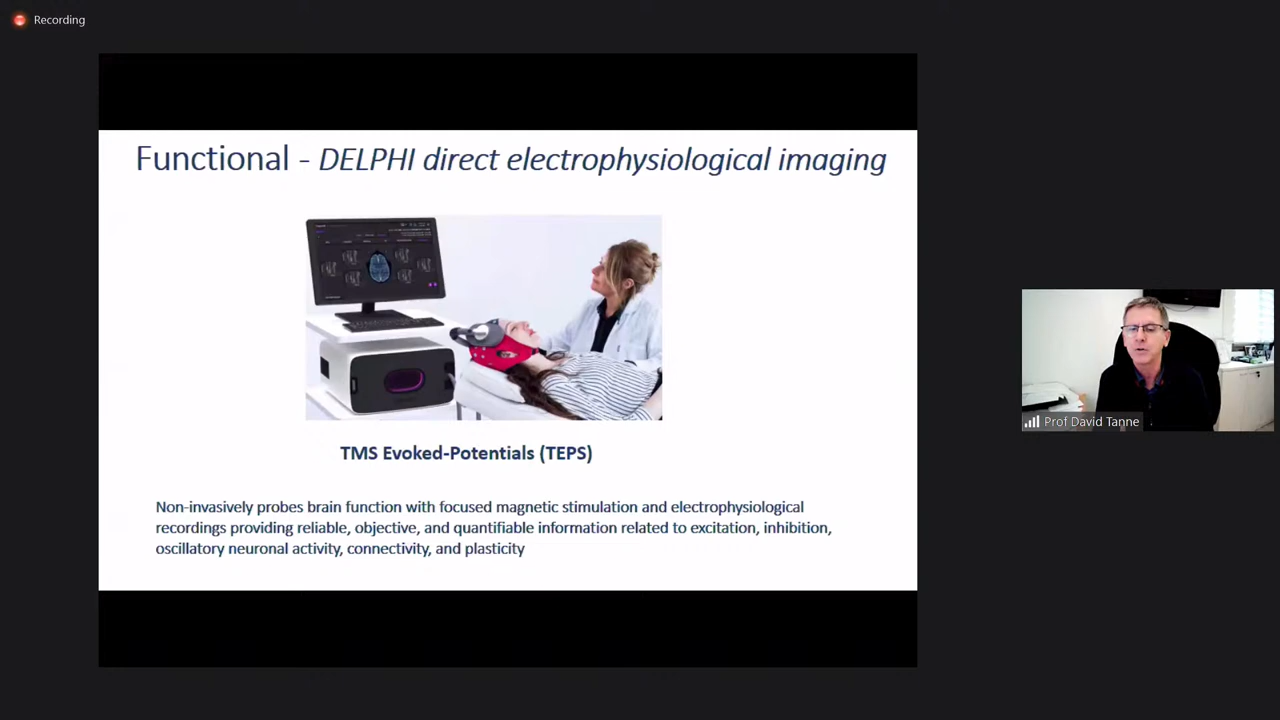 Recording
Functional - DELPHI direct electrophysiological imaging
TMS Evoked-Potentials (TEPS)
Non-invasively probes brain function with focused magnetic stimulation and electrophysiological
recordings providing reliable, objective, and quantifiable information related to excitation, inhibition,
oscillatory neuronal activity, connectivity, and plasticity
Prof David Tanne